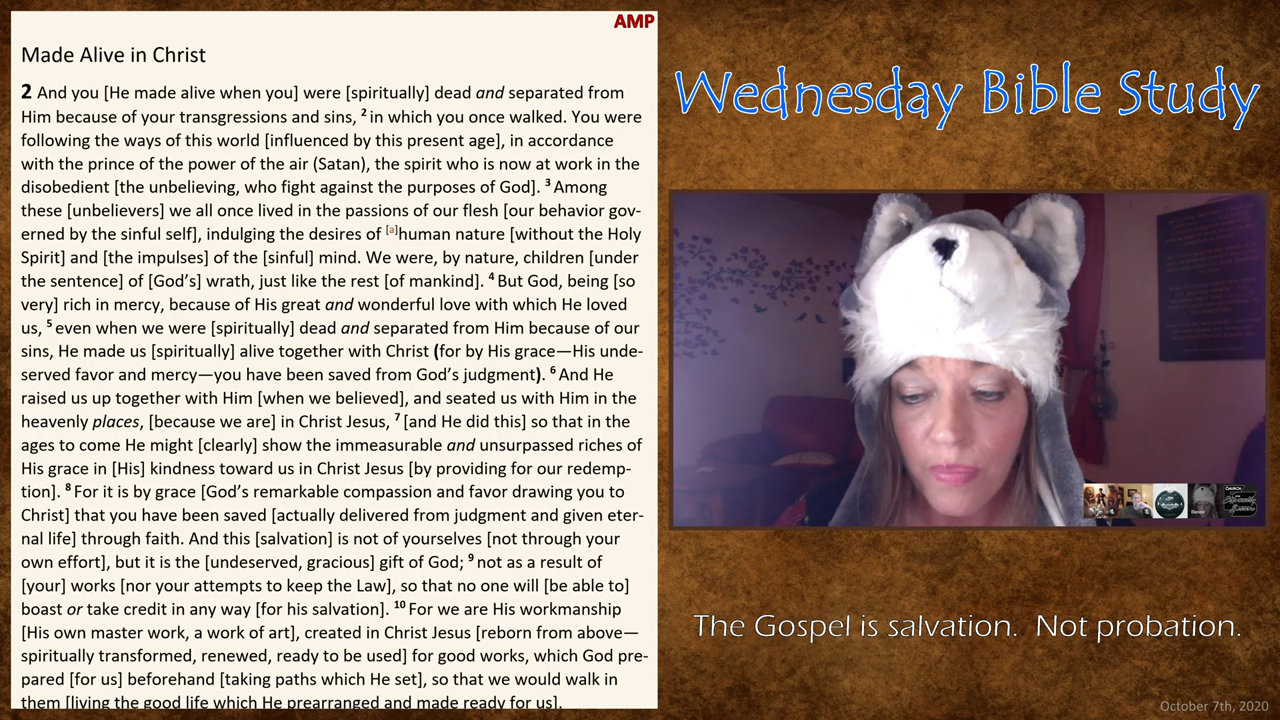 AMP
Made Alive in Christ
2 And you [He made alive when you] were [spiritually] dead and separated from
Him because of your transgressions and sins, 2 in which you once walked. You were
following the ways of this world [influenced by this present age], in accordance
with the prince of the power of the air (Satan), the spirit who is now at work in the
disobedient [the unbelieving, who fight against the purposes of God]. 3 Among
these [unbelievers] we all once lived in the passions of our flesh [our behavior gov-
erned by the sinful self], indulging the desires of [a]human nature [without the Holy
Spirit] and [the impulses] of the [sinful] mind. We were, by nature, children [under
the sentence] of [God’s] wrath, just like the rest [of mankind]. 4 But God, being [so
very] rich in mercy, because of His great and wonderful love with which He loved
us, 5 even when we were [spiritually] dead and separated from Him because of our
sins, He made us [spiritually] alive together with Christ (for by His grace—His unde-
served favor and mercy—you have been saved from God’s judgment). 6 And He
raised us up together with Him [when we believed], and seated us with Him in the
heavenly places, [because we are] in Christ Jesus, 7 [and He did this] so that in the
ages to come He might [clearly] show the immeasurable and unsurpassed riches of
His grace in [His] kindness toward us in Christ Jesus [by providing for our redemp-
tion]. 8 For it is by grace [God’s remarkable compassion and favor drawing you to
Christ] that you have been saved [actually delivered from judgment and given eter-
nal life] through faith. And this [salvation] is not of yourselves [not through your
own effort], but it is the [undeserved, gracious] gift of God; 9 not as a result of
[your] works [nor your attempts to keep the Law], so that no one will [be able to]
boast or take credit in any way [for his salvation]. 10 For we are His workmanship
[His own master work, a work of art], created in Christ Jesus [reborn from above—
spiritually transformed, renewed, ready to be used] for good works, which God pre-
pared [for us] beforehand [taking paths which He set], so that we would walk in
them [living the good life which He prearranged and made ready for us].
Wednesday Bible Study
The Gospel is salvation. Not probation.
October 7th, 2020